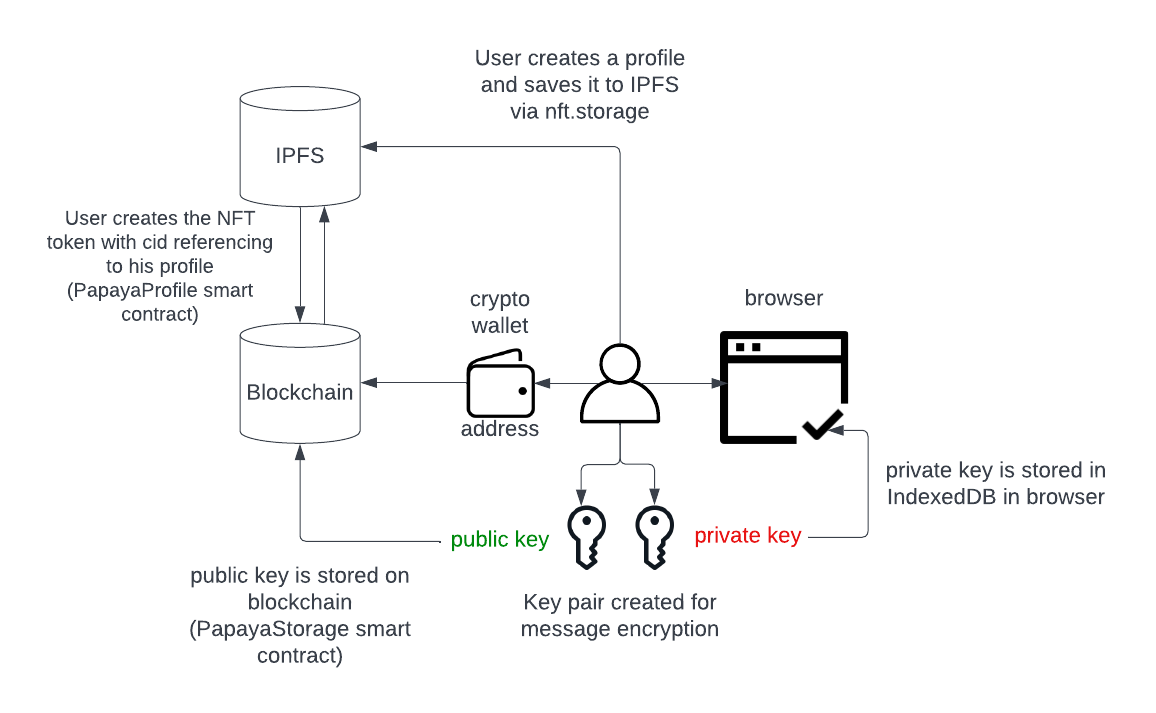 User creates a profile
and saves it to IPFS
via nft.storage
IPFS
User creates the NFT
token with cid referencing
to his profile
(PapayaProfile smart
contract)
crypto
wallet
browser
Blockchain
address
private key is stored in
IndexedDB in browser
public key
private key
public key is stored on
blockchain
(PapayaStorage smart
contract)
Key pair created for
message encryption